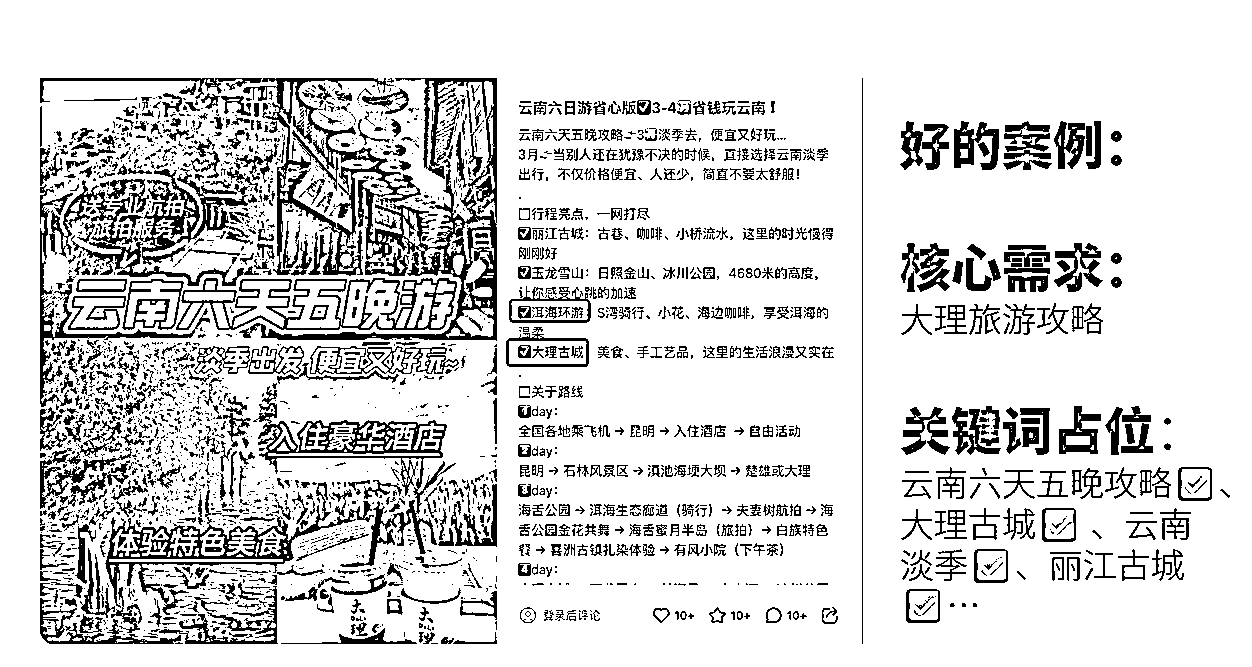 送专业航拍
旅拍服务!
云南六天五晚游
淡季出发 便宜又好玩~
入住豪华酒店
体验特色美食
大理
大理
云南六日游省心版✅3-4月省钱玩云南！
云南六天五晚攻略👉3月淡季去，便宜又好玩...
3月👉当别人还在犹豫不决的时候，直接选择云南淡季
出行，不仅价格便宜、人还少，简直不要太舒服！
.
行程亮点，一网打尽
✅丽江古城：古巷、咖啡、小桥流水，这里的时光慢得
刚刚好
✅玉龙雪山：日照金山、冰川公园，4680米的高度，
让你感受心跳的加速
✅洱海环游：S湾骑行、小花、海边咖啡，享受洱海的
温柔
✅大理古城：美食、手工艺品，这里的生活浪漫又实在
.
关于路线
1️⃣day：
全国各地乘飞机 → 昆明 → 入住酒店 → 自由活动
2️⃣day：
昆明 → 石林风景区 → 滇池海埂大坝 → 楚雄或大理
3️⃣day：
海舌公园 → 洱海生态廊道（骑行）→ 夫妻树航拍 → 海
舌公园金花共舞 → 海舌蜜月半岛（旅拍）→ 白族特色
餐 → 喜洲古镇扎染体验 → 有风小院（下午茶）
4️⃣day：
登录后评论
10+ 10+ 10+
好的案例：
核心需求：
大理旅游攻略
关键词占位：
云南六天五晚攻略✅、
大理古城✅、云南
淡季✅、丽江古城
✅···